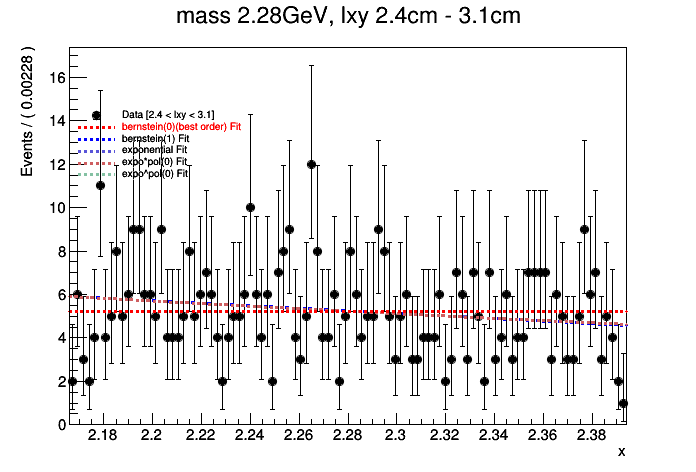 mass 2.28GeV, lxy 2.4cm - 3.1cm
Events / ( 0.00228 )
16
14
12
10
8
6
4
2
0
Data [2.4 < lxy < 3.1]
bernstein(0)(best order) Fit
bernstein(1) Fit
exponential Fit
expo*pol(0) Fit
expo^pol(0) Fit
2.18 2.2 2.22 2.24 2.26 2.28 2.3 2.32 2.34 2.36 2.38
x